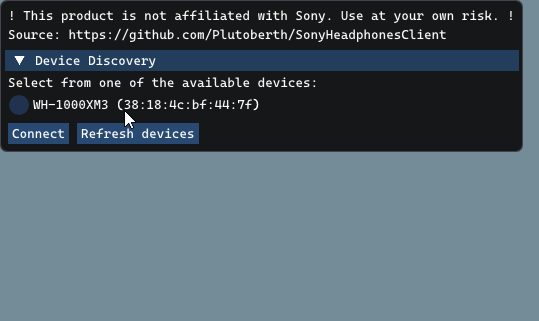 ! This product is not affiliated with Sony. Use at your own risk. !
Source: https://github.com/Plutoberth/SonyHeadphonesClient
▼ Device Discovery
Select from one of the available devices:
WH-1000XM3 (38:18:4c:bf:44:7f)
Connect Refresh devices